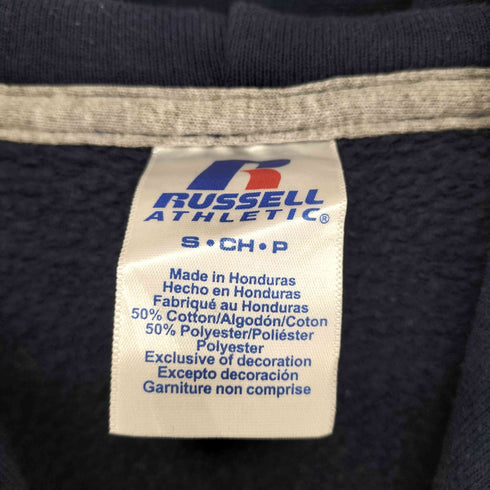 R
RUSSELL
ATHLETIC®
S•CH•P
Made in Honduras
Hecho en Honduras
Fabriqué au Honduras
50% Cotton/Algodón/Coton
50% Polyester/Poliéster
Polyester
Exclusive of decoration
Excepto decoración
Garniture non comprise